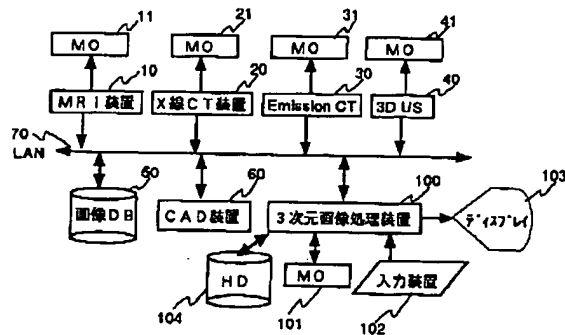 11 21 31 41
MO MO MO MO
10 20 30 40
MRI装置 X線CT装置 Emission CT 3D US
70
LAN
50 60 100 103
画像DB CAD装置 3次元画像処理装置 ディスプレイ
HD MO 入力装置
104 101 102